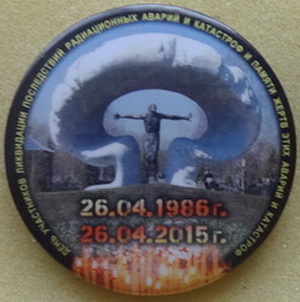 ДЕНЬ УЧАСТНИКОВ ЛИКВИДАЦИИ ПОСЛЕДСТВИЙ РАДИАЦИОННЫХ АВАРИЙ И КАТАСТРОФ И ПАМЯТИ ЖЕРТВ ЭТИХ АВАРИЙ И КАТАСТРОФ
26.04.1986 г.
26.04.2015 г.